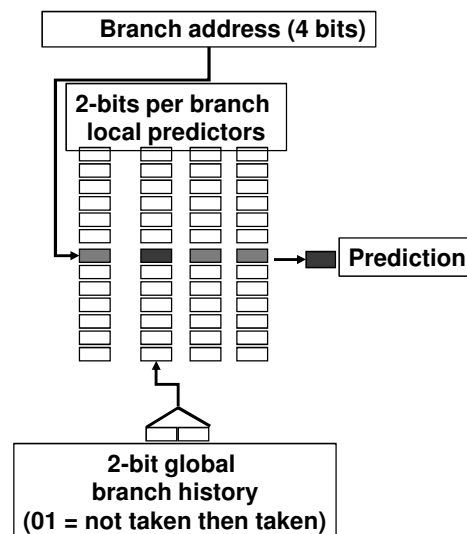 Branch address (4 bits)
2-bits per branch
local predictors
Prediction
2-bit global
branch history
(01 = not taken then taken)